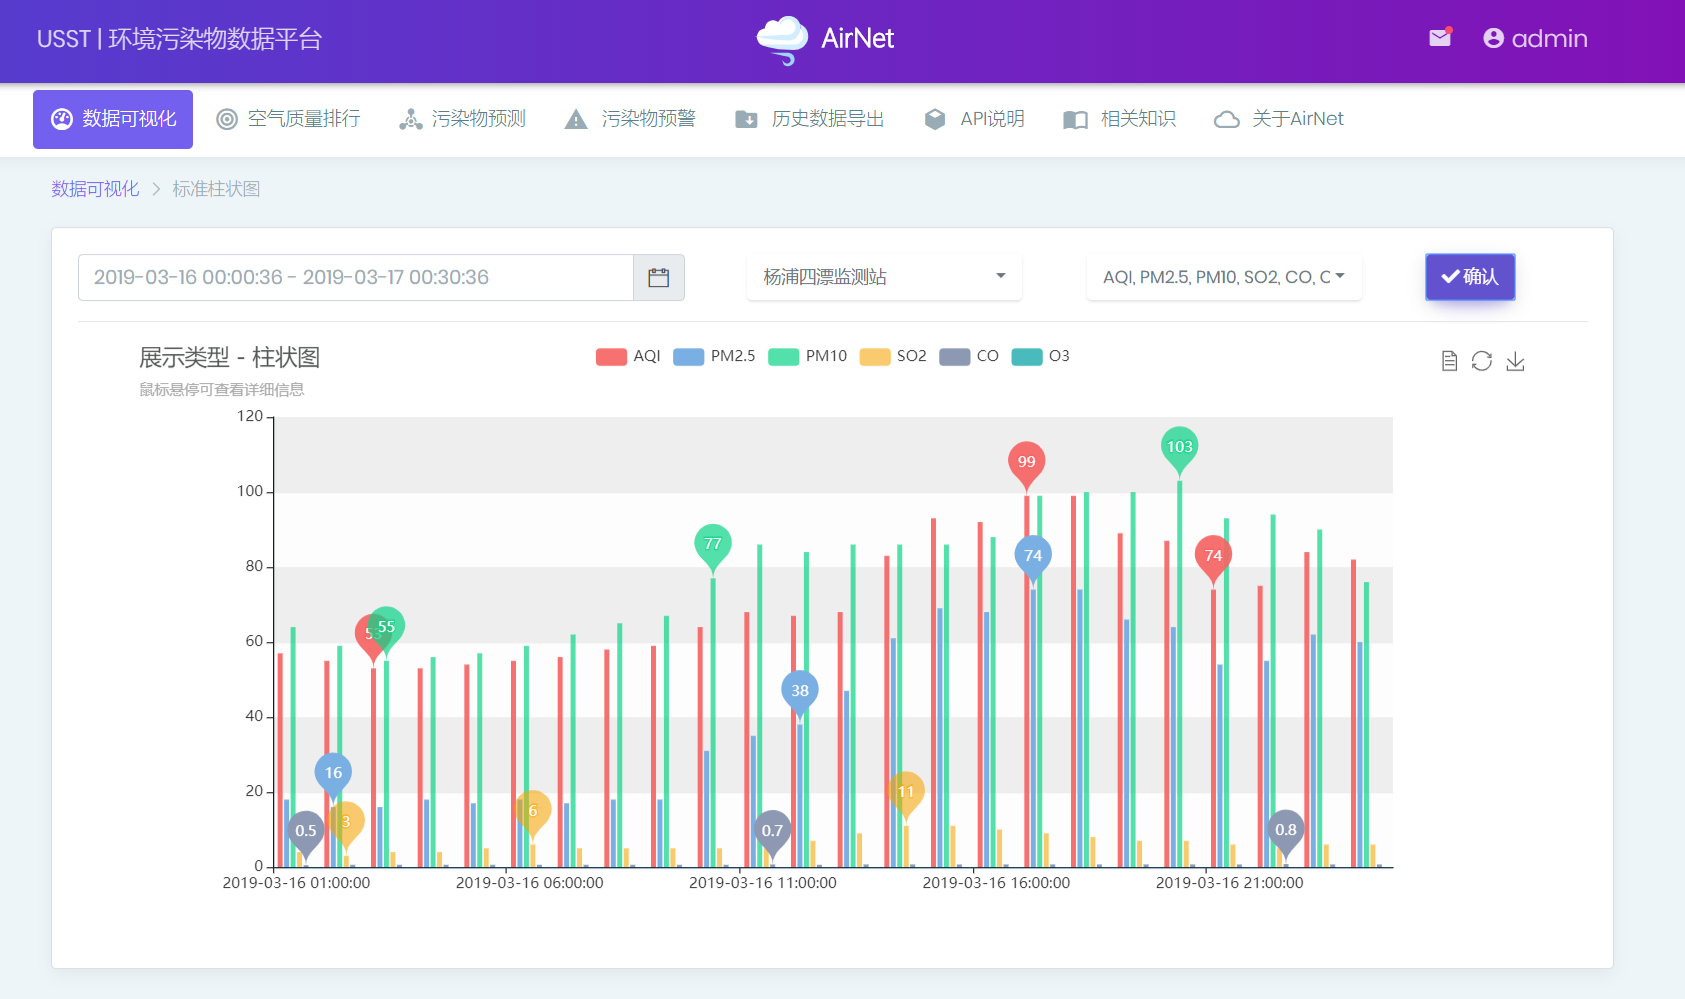 USST | 环境污染物数据平台
AirNet
admin
数据可视化
空气质量排行
污染物预测
污染物预警
历史数据导出
API说明
相关知识
关于AirNet
数据可视化 > 标准柱状图
2019-03-16 00:00:36 - 2019-03-17 00:30:36
杨浦四漂监测站
AQI, PM2.5, PM10, SO2, CO, C
确认
展示类型 - 柱状图
鼠标悬停可查看详细信息
AQI
PM2.5
PM10
SO2
CO
O3
120
100
80
60
40
20
0
0.5
16
3
55
6
77
0.7
38
11
99
74
103
74
0.8
2019-03-16 01:00:00
2019-03-16 06:00:00
2019-03-16 11:00:00
2019-03-16 16:00:00
2019-03-16 21:00:00